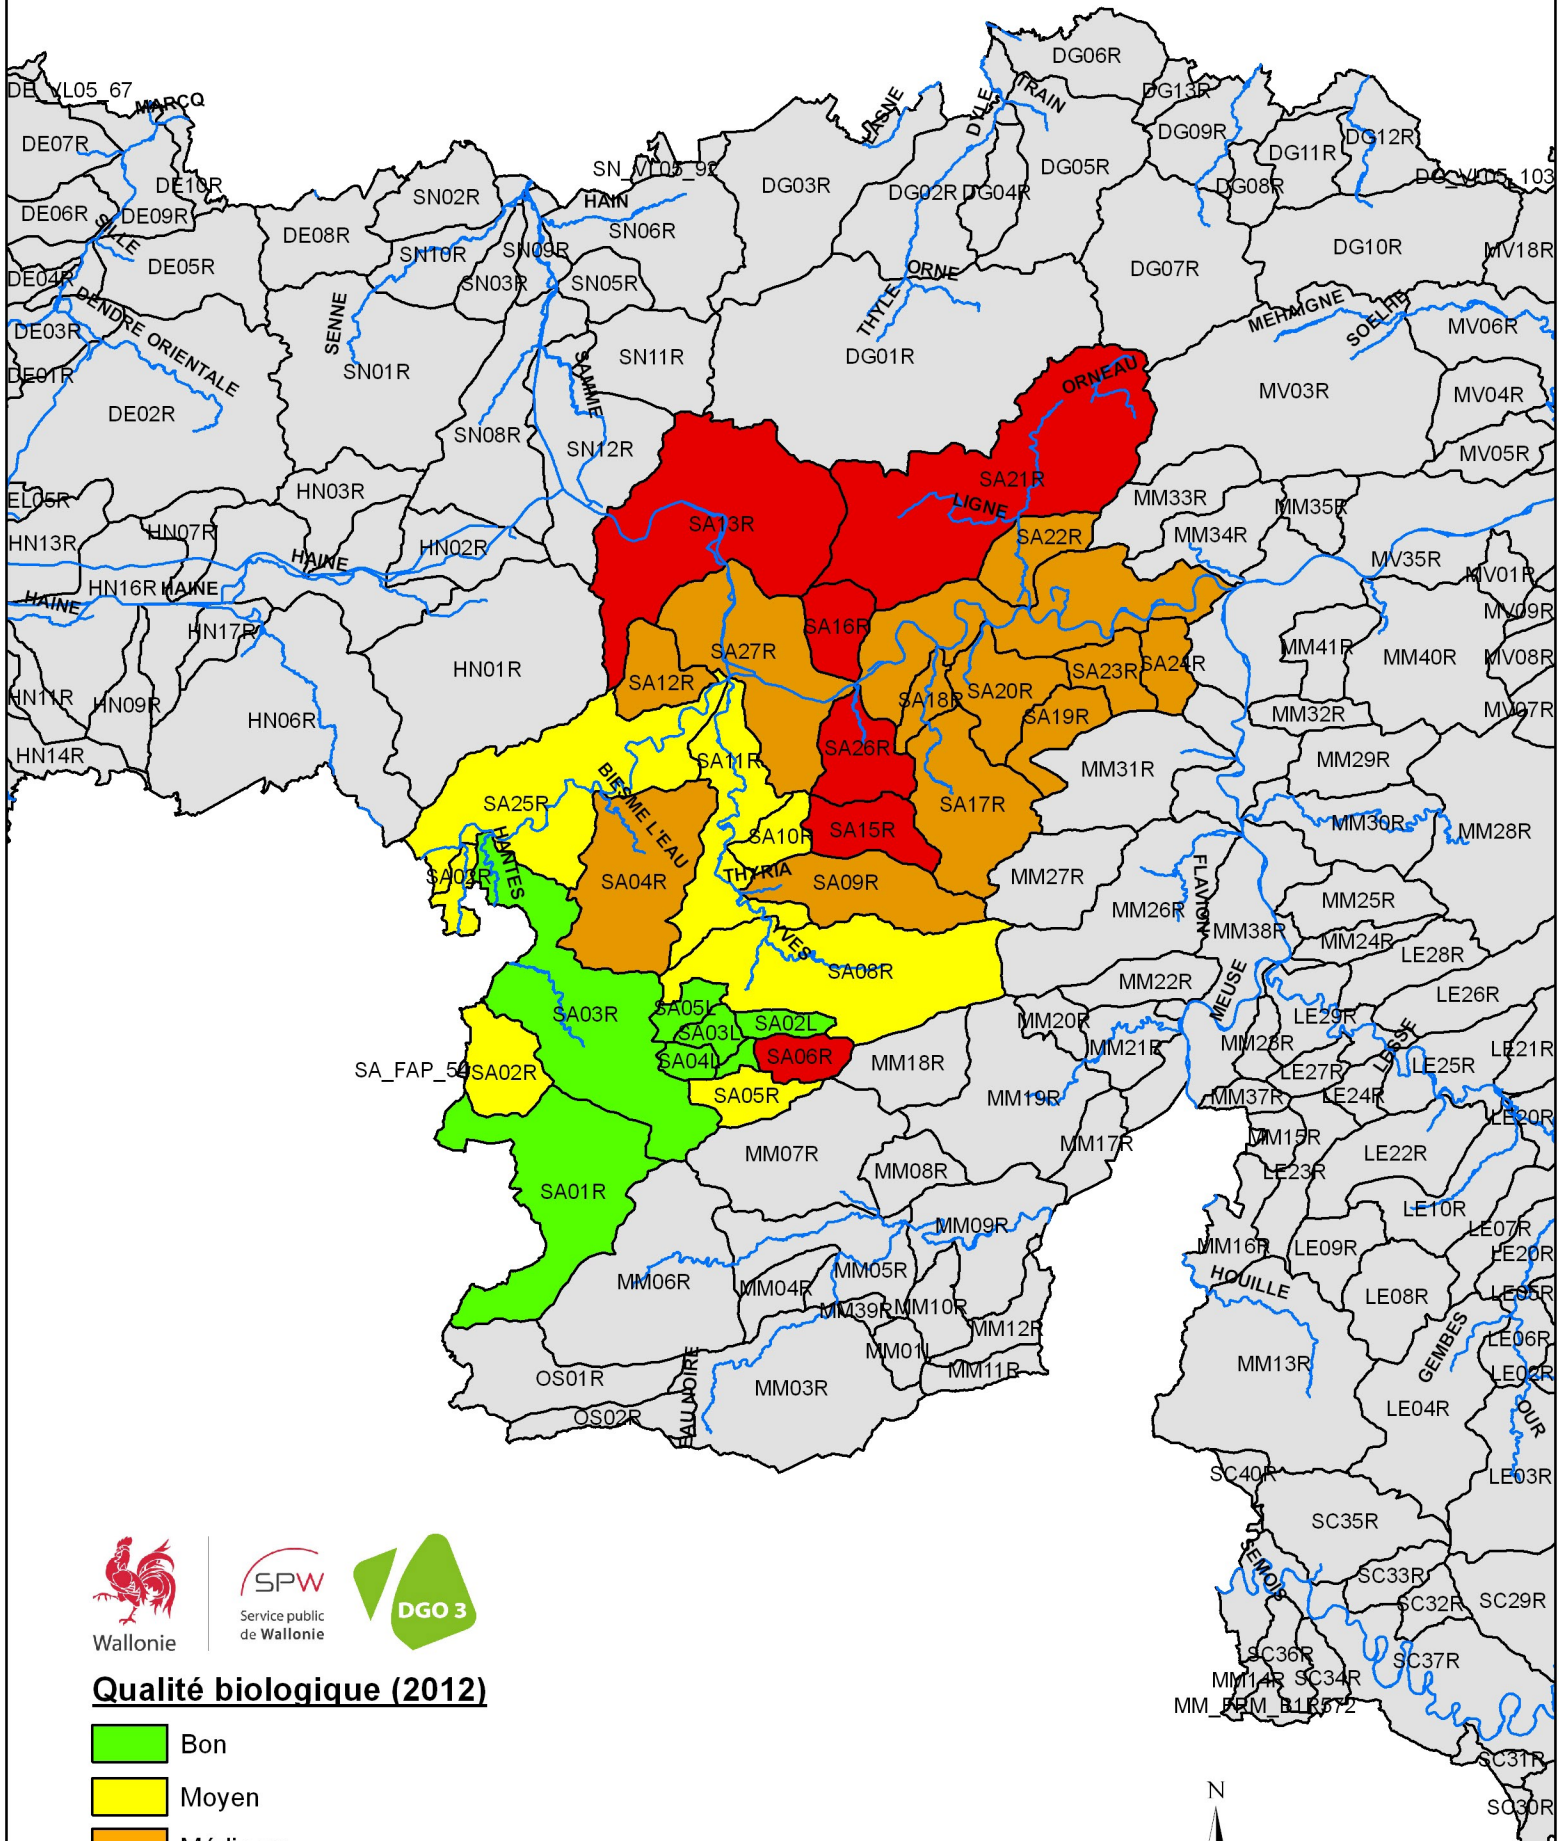 DG06R
DE_VL05_67
MARCQ
LASNE
DYLE
TRAIN
DG13R
DE07R
DG09R
DG12R
DG11R
SN_VL05_92
DG05R
DE10R
DG03R
DG08R
SN02R
DG02R
DG04R
HAIN
DE06R
DE09R
SILLE
DE08R
SN06R
DG10R
SN10R
SN09R
MV18R
DE05R
DG07R
ORNE
DE04R
SN03R
SN05R
THYLE
MEHAIGNE
SOELHE
DENDRE ORIENTALE
SENNE
DE03R
MV06R
SN11R
DG01R
SN01R
DE01R
SAMME
ORNEAU
MV03R
MV04R
DE02R
SN08R
SN12R
MV05R
SA21R
HN03R
EL05R
MM33R
LIGNE
MM35R
SA13R
HN07R
SA22R
MM34R
HN13R
HN02R
HAINE
MV35R
MV01R
HN16R
HAINE
HAINE
MV09R
HN17R
SA16R
SA27R
MM41R
MM40R
MV08R
HN01R
SA23R
SA24R
SA12R
SA20R
HN11R
HN09R
SA18R
MM32R
MV07R
HN06R
SA19R
SA26R
HN14R
SA11R
MM29R
MM31R
BIESME L'EAU
SA25R
SA17R
MM30R
MM28R
SA10R
SA15R
HANTES
THYRIA
SA02R
SA04R
SA09R
MM27R
FLAVION
MM25R
MM26R
MM38R
YVES
MM24R
LE28R
SA08R
MM22R
MEUSE
LE26R
SA05L
SA03R
LE29R
SA02L
MM20R
SA03L
LESSE
MM21R
MM23R
LE21R
SA06R
SA04L
MM18R
LE25R
SA_FAP_54
SA02R
LE27R
SA05R
MM19R
MM37R
LE24R
LE20R
MM15R
MM17R
MM07R
LE22R
MM08R
LE23R
SA01R
LE10R
MM09R
LE07R
MM16R
LE09R
LE20R
MM05R
MM06R
MM04R
HOUILLE
LE08R
LE05R
MM39R
MM10R
MM12R
GEMBES
LE06R
MM01L
MM13R
MM11R
LE02R
OS01R
EAU NOIRE
MM03R
LE04R
OUR
OS02R
SC40R
LE03R
SC35R
SEMOIS
SC33R
SC32R
SC29R
SC36R
SC37R
SC34R
MM14R
MM_FRM_B1R572
SC31R
SC30R
SPW
Service public
de Wallonie
DGO 3
Wallonie
Qualité biologique (2012)
Bon
Moyen
N